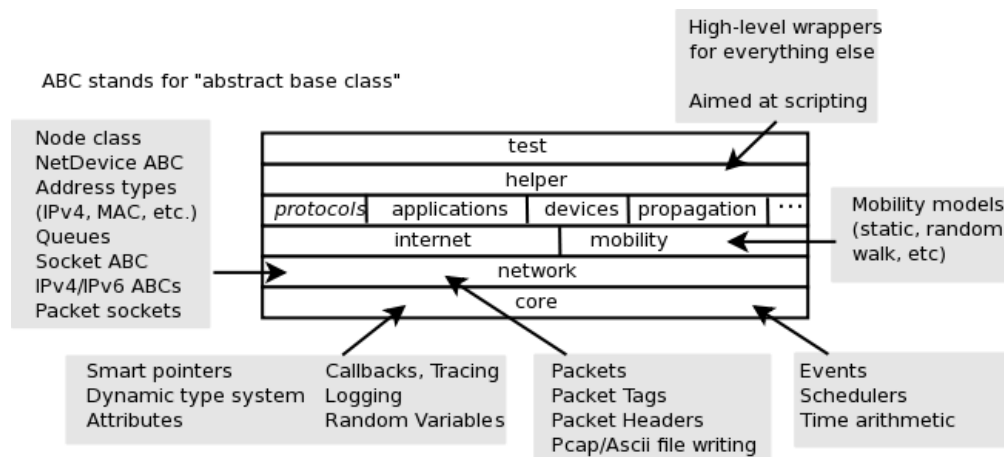 High-level wrappers
for everything else
Aimed at scripting
ABC stands for "abstract base class"
Node class
NetDevice ABC
Address types
(IPv4, MAC, etc.)
Queues
Socket ABC
IPv4/IPv6 ABCs
Packet sockets
test
helper
protocols applications devices propagation ...
internet mobility
network
core
Mobility models
(static, random
walk, etc)
Smart pointers
Dynamic type system
Attributes
Callbacks, Tracing
Logging
Random Variables
Packets
Packet Tags
Packet Headers
Pcap/Ascii file writing
Events
Schedulers
Time arithmetic